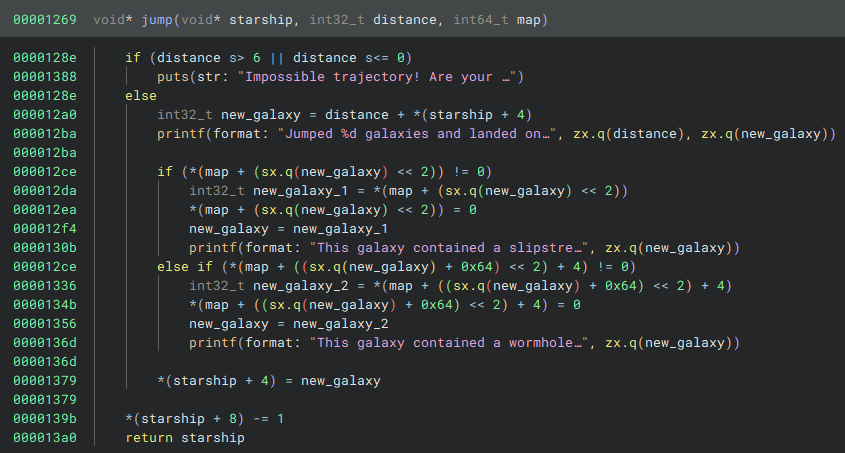 00001269 void* jump(void* starship, int32_t distance, int64_t map)
0000128e if (distance s> 6 || distance s<= 0)
00001388 puts(str: "Impossible trajectory! Are your …")
0000128e else
000012a0 int32_t new_galaxy = distance + *(starship + 4)
000012ba printf(format: "Jumped %d galaxies and landed on…", zx.q(distance), zx.q(new_galaxy))
000012ba
000012ce if (*(map + (sx.q(new_galaxy) << 2)) != 0)
000012da int32_t new_galaxy_1 = *(map + (sx.q(new_galaxy) << 2))
000012ea *(map + (sx.q(new_galaxy) << 2)) = 0
000012f4 new_galaxy = new_galaxy_1
0000130b printf(format: "This galaxy contained a slipstre…", zx.q(new_galaxy))
000012ce else if (*(map + ((sx.q(new_galaxy) + 0x64) << 2) + 4) != 0)
00001336 int32_t new_galaxy_2 = *(map + ((sx.q(new_galaxy) + 0x64) << 2) + 4)
0000134b *(map + ((sx.q(new_galaxy) + 0x64) << 2) + 4) = 0
00001356 new_galaxy = new_galaxy_2
0000136d printf(format: "This galaxy contained a wormhole…", zx.q(new_galaxy))
0000136d
00001379 *(starship + 4) = new_galaxy
00001379
0000139b *(starship + 8) -= 1
000013a0 return starship